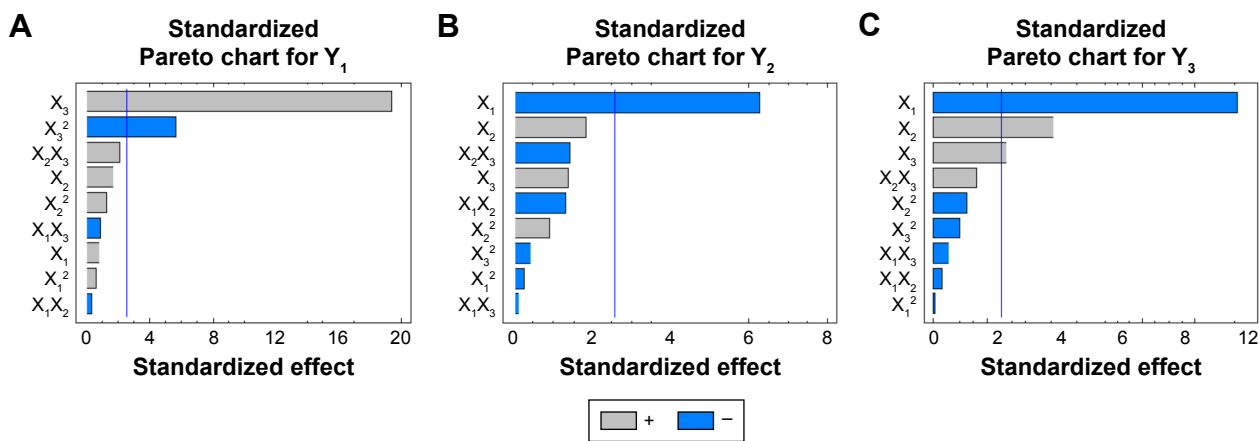 A
Standardized
Pareto chart for Y₁
X₃
X₃²
X₂X₃
X₂
X₂²
X₁X₃
X₁
X₁²
X₁X₂
0 4 8 12 16 20
Standardized effect
B
Standardized
Pareto chart for Y₂
X₁
X₂
X₂X₃
X₃
X₁X₂
X₂²
X₃²
X₁²
X₁X₃
0 2 4 6 8
Standardized effect
C
Standardized
Pareto chart for Y₃
X₁
X₂
X₃
X₂X₃
X₂²
X₃²
X₁X₃
X₁X₂
X₁²
0 2 4 6 8 10 12
Standardized effect
+ −